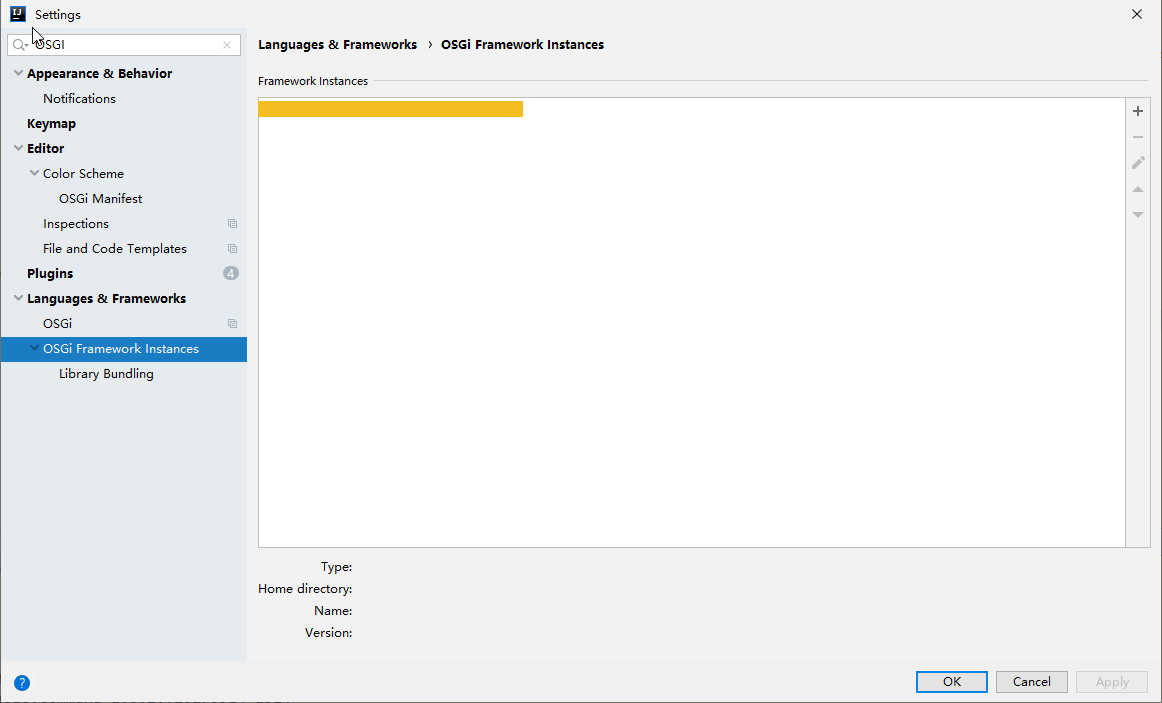 Settings
OSGI
Appearance & Behavior
Notifications
Keymap
Editor
Color Scheme
OSGi Manifest
Inspections
File and Code Templates
Plugins 4
Languages & Frameworks
OSGi
OSGi Framework Instances
Library Bundling
Languages & Frameworks › OSGi Framework Instances
Framework Instances
Type:
Home directory:
Name:
Version:
?
OK Cancel Apply